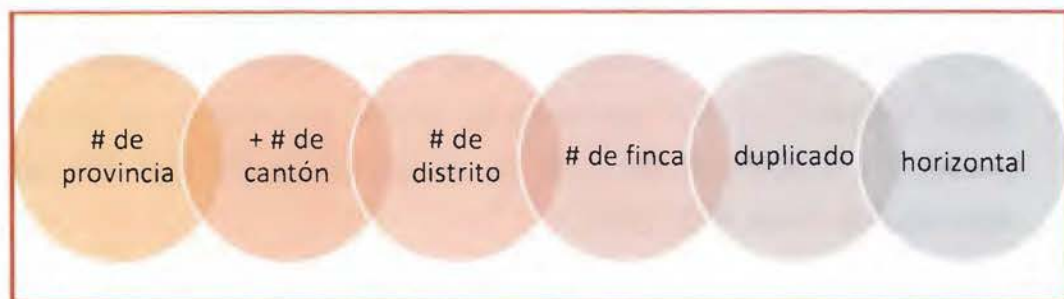 # de
provincia
+ # de
cantón
# de
distrito
# de finca
duplicado
horizontal